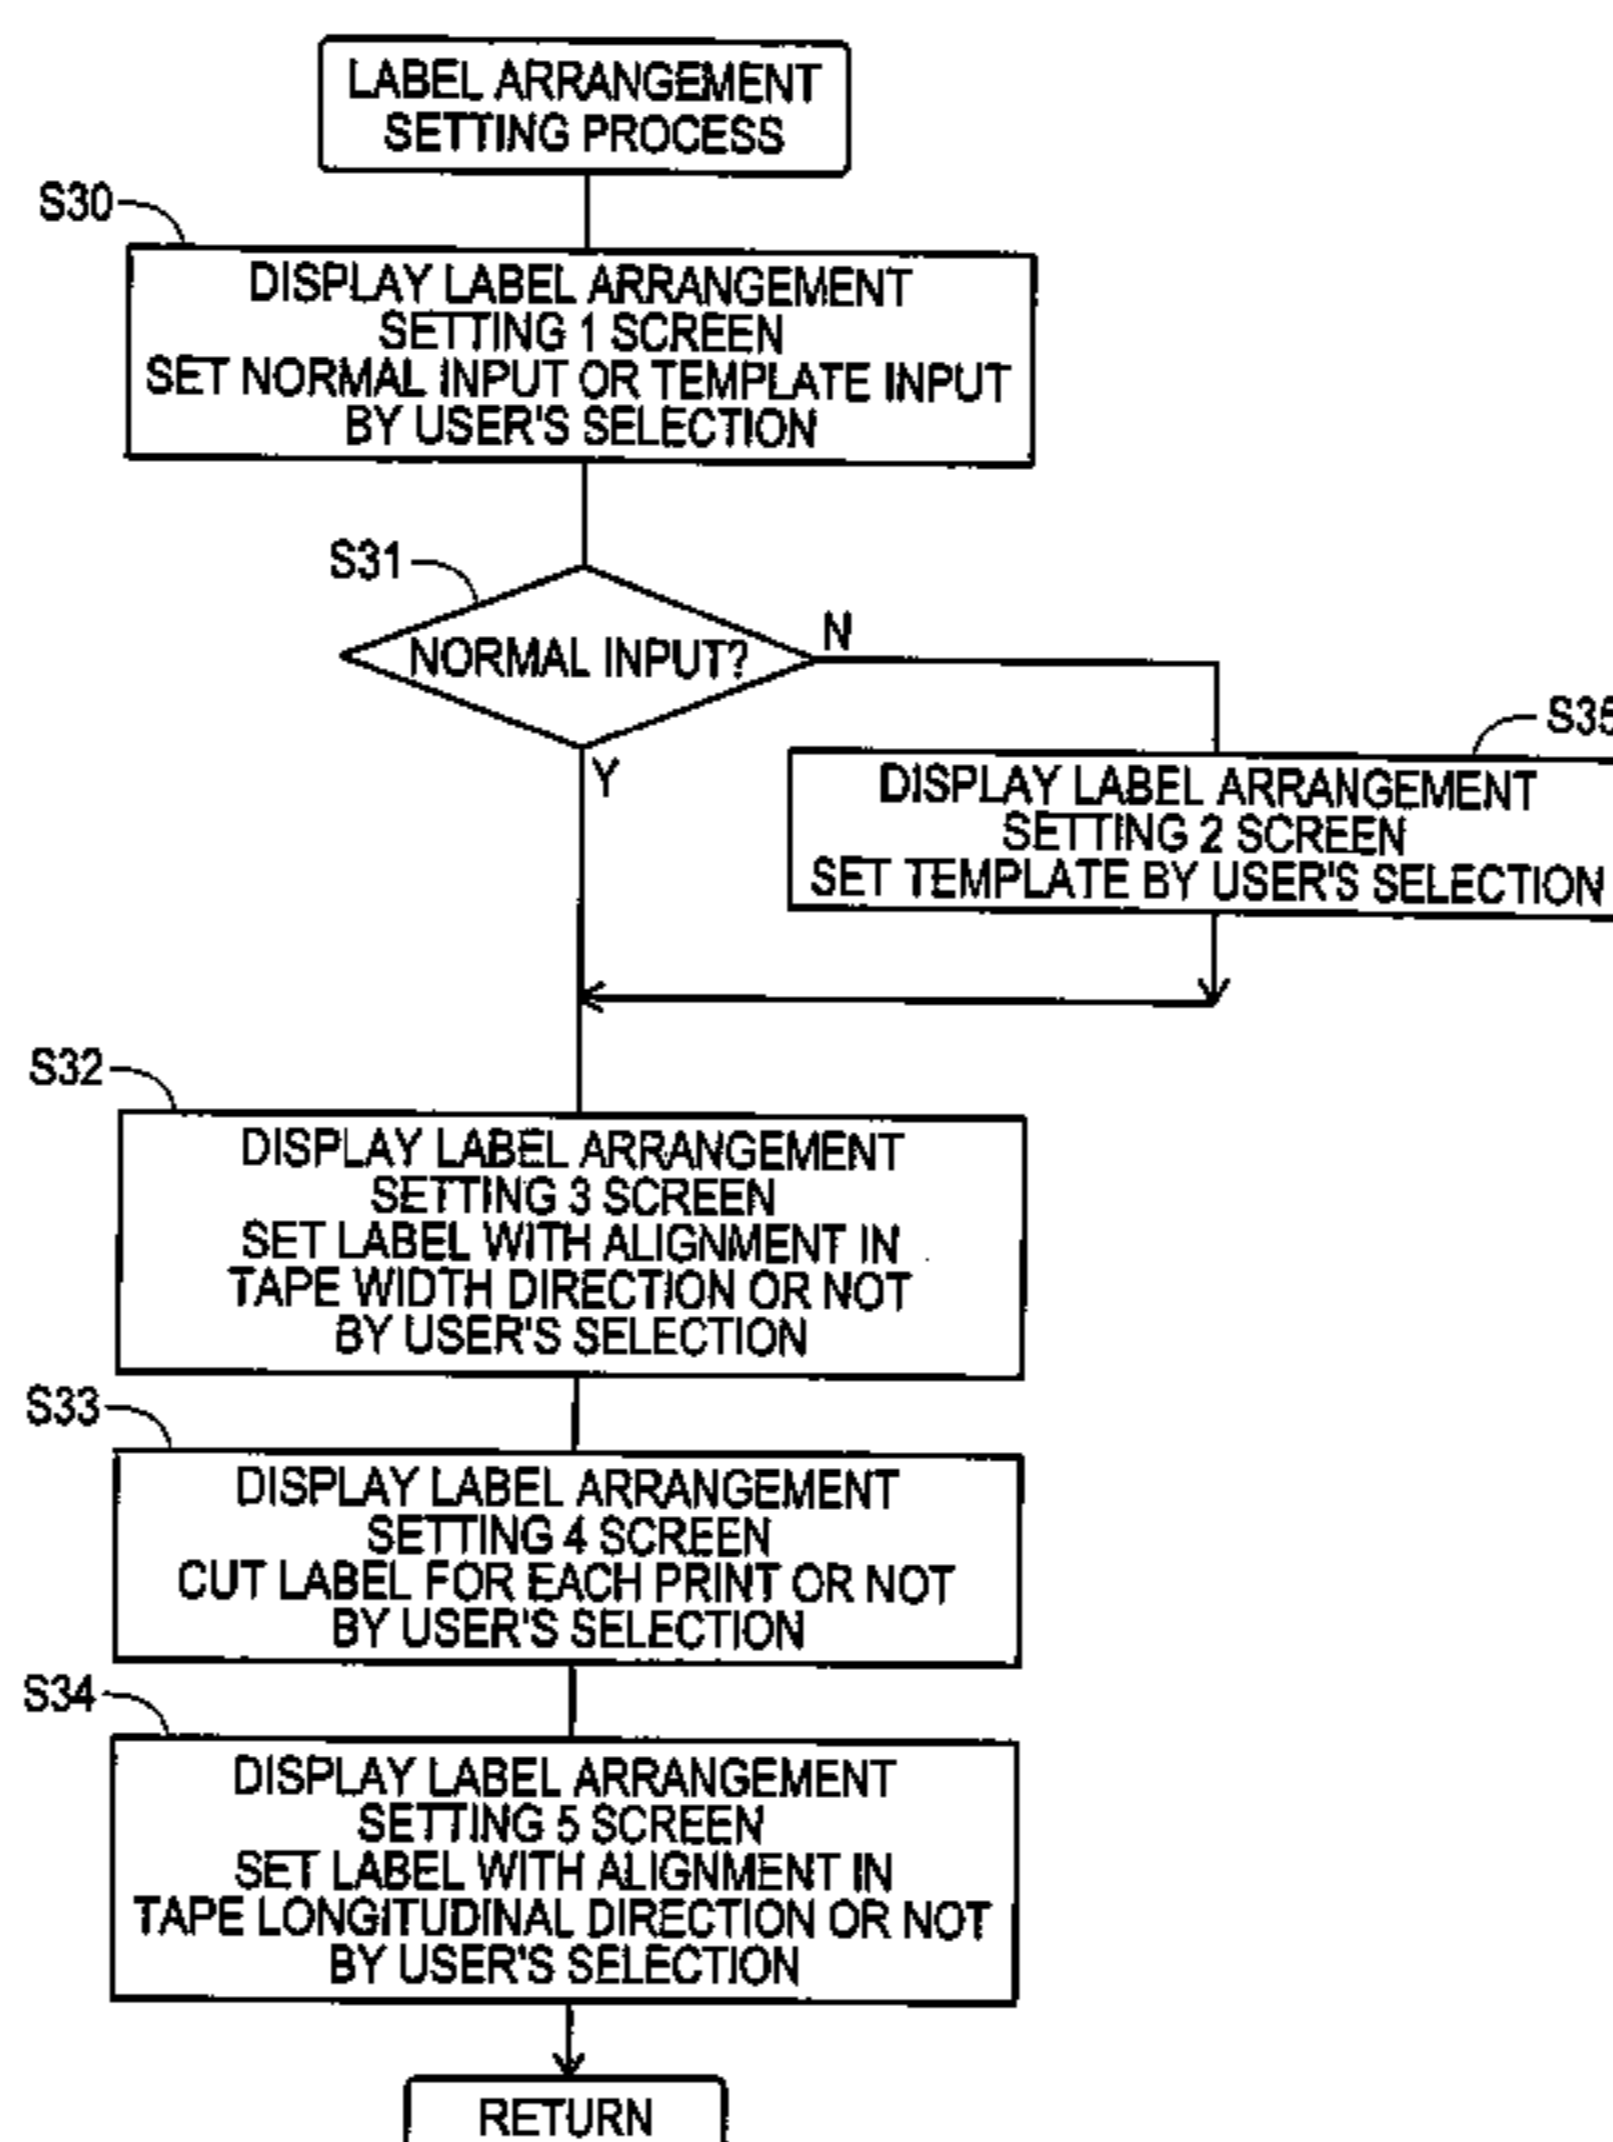 LABEL ARRANGEMENT
SETTING PROCESS
S30
DISPLAY LABEL ARRANGEMENT
SETTING 1 SCREEN
SET NORMAL INPUT OR TEMPLATE INPUT
BY USER'S SELECTION
S31
NORMAL INPUT?
N
Y
S35
DISPLAY LABEL ARRANGEMENT
SETTING 2 SCREEN
SET TEMPLATE BY USER'S SELECTION
S32
DISPLAY LABEL ARRANGEMENT
SETTING 3 SCREEN
SET LABEL WITH ALIGNMENT IN
TAPE WIDTH DIRECTION OR NOT
BY USER'S SELECTION
S33
DISPLAY LABEL ARRANGEMENT
SETTING 4 SCREEN
CUT LABEL FOR EACH PRINT OR NOT
BY USER'S SELECTION
S34
DISPLAY LABEL ARRANGEMENT
SETTING 5 SCREEN
SET LABEL WITH ALIGNMENT IN
TAPE LONGITUDINAL DIRECTION OR NOT
BY USER'S SELECTION
RETURN